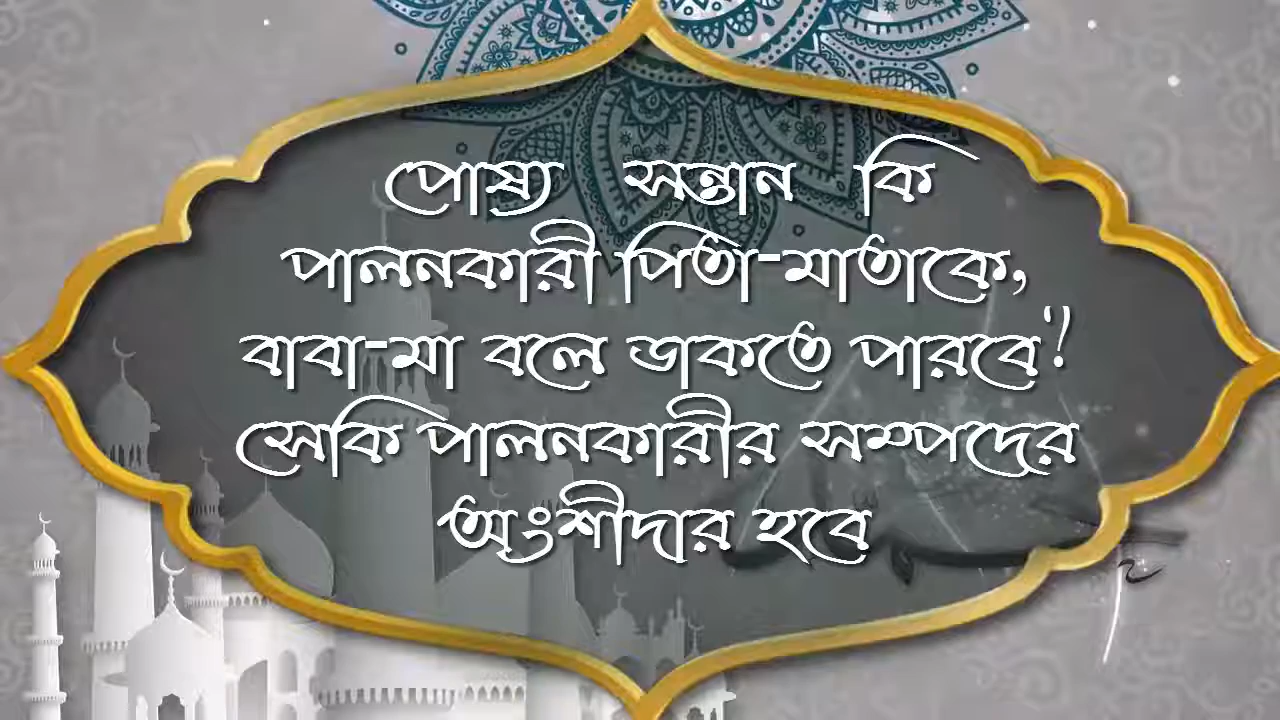 পোষ্য সন্তান কি
পালনকারী পিতা-মাতাকে,
বাবা-মা বলে ডাকতে পারবে'!
সেকি পালনকারীর সম্পদের
অংশীদার হবে